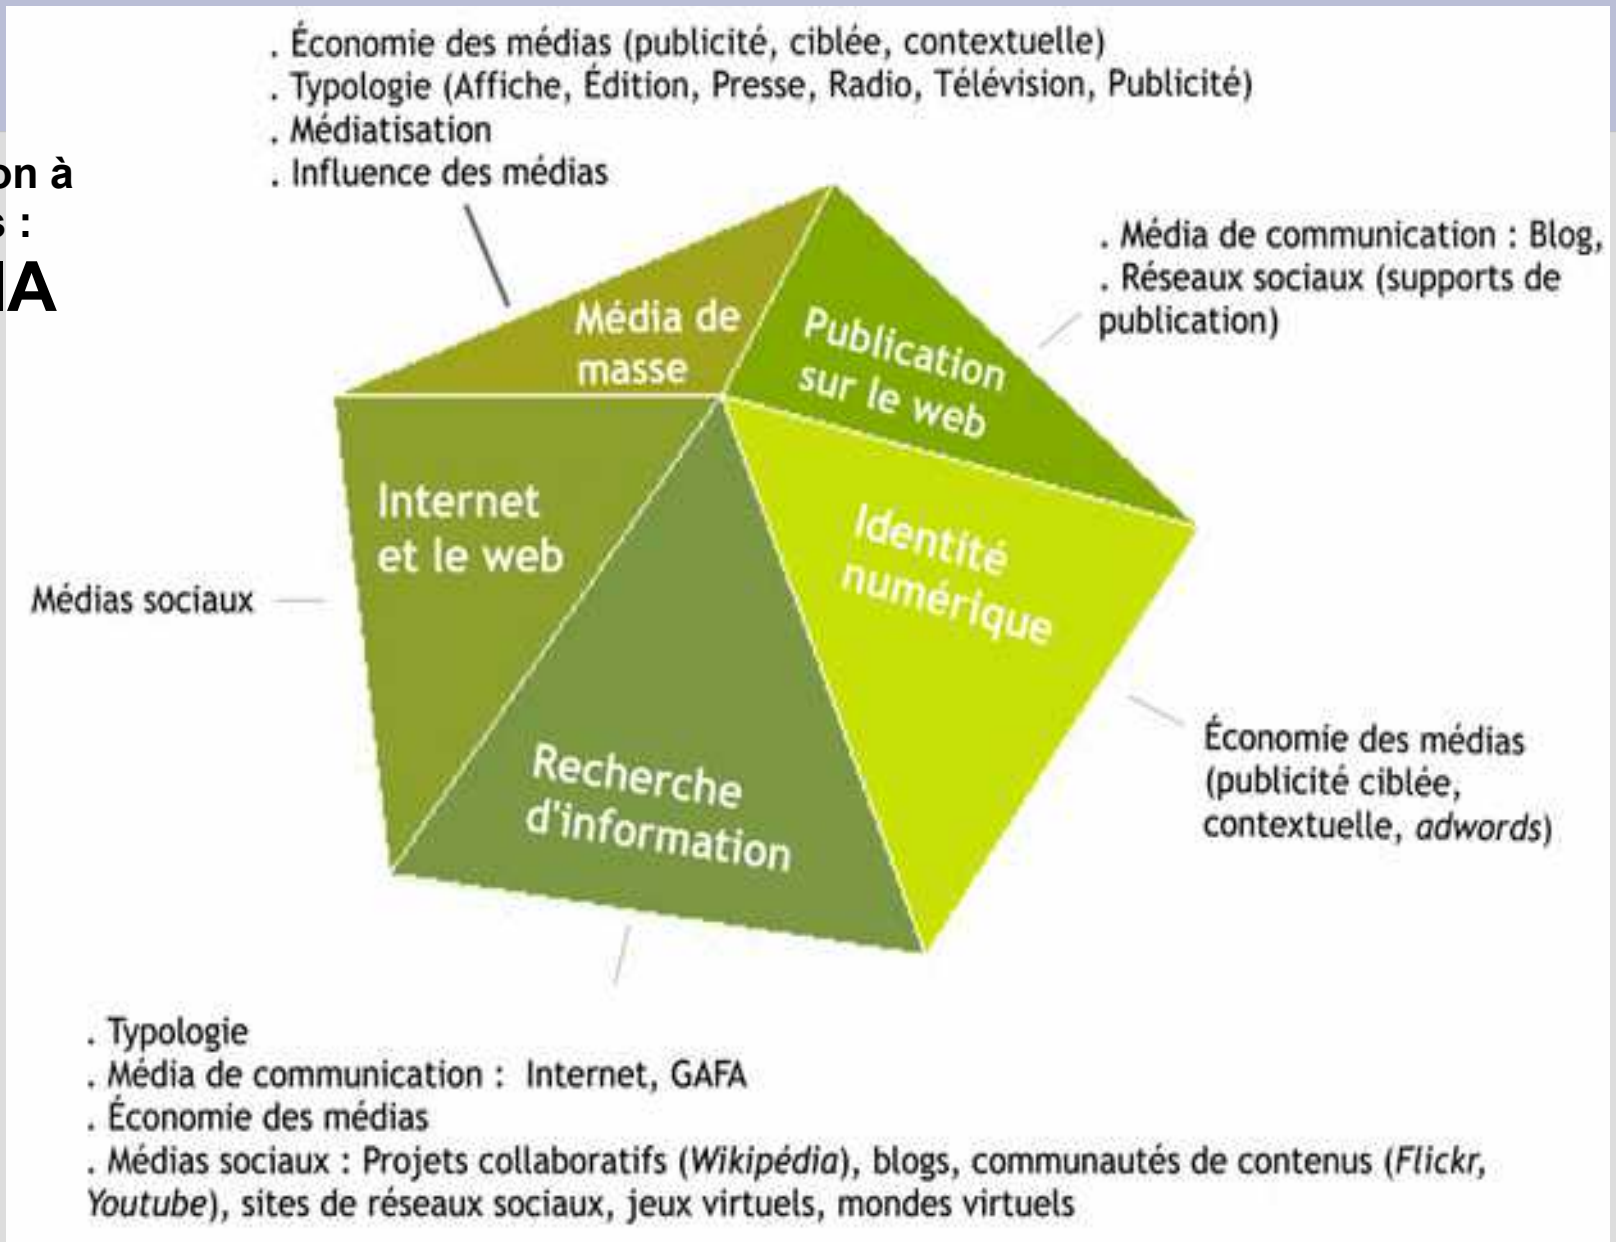 . Économie des médias (publicité, ciblée, contextuelle)
. Typologie (Affiche, Édition, Presse, Radio, Télévision, Publicité)
. Médiatisation
. Influence des médias
on à
s :
IA
. Média de communication : Blog,
. Réseaux sociaux (supports de
publication)
Média de
masse
Publication
sur le web
Internet
et le web
Identité
numérique
Médias sociaux
Recherche
d'information
Économie des médias
(publicité ciblée,
contextuelle, adwords)
. Typologie
. Média de communication : Internet, GAFA
. Économie des médias
. Médias sociaux : Projets collaboratifs (Wikipédia), blogs, communautés de contenus (Flickr,
Youtube), sites de réseaux sociaux, jeux virtuels, mondes virtuels